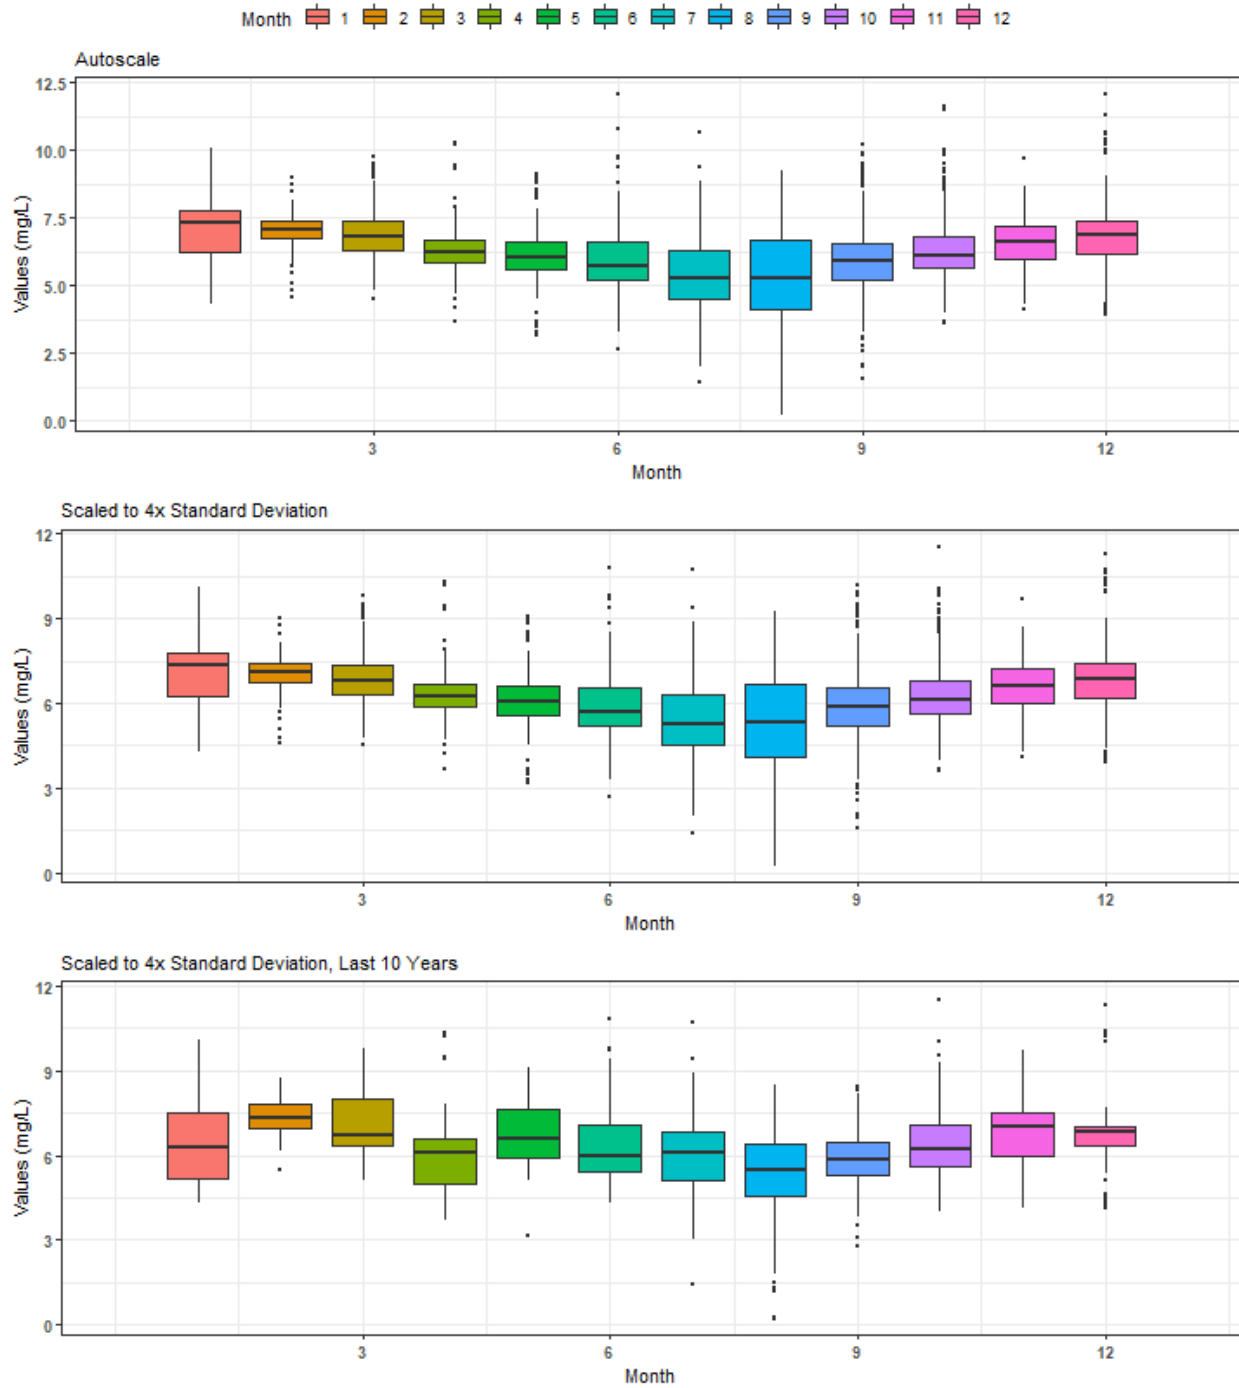 Month 1 2 3 4 5 6 7 8 9 10 11 12
Autoscale
Values (mg/L)
12.5
10.0
7.5
5.0
2.5
0.0
3 6 9 12
Month
Scaled to 4x Standard Deviation
Values (mg/L)
12
9
6
3
0
3 6 9 12
Month
Scaled to 4x Standard Deviation, Last 10 Years
Values (mg/L)
12
9
6
3
0
3 6 9 12
Month